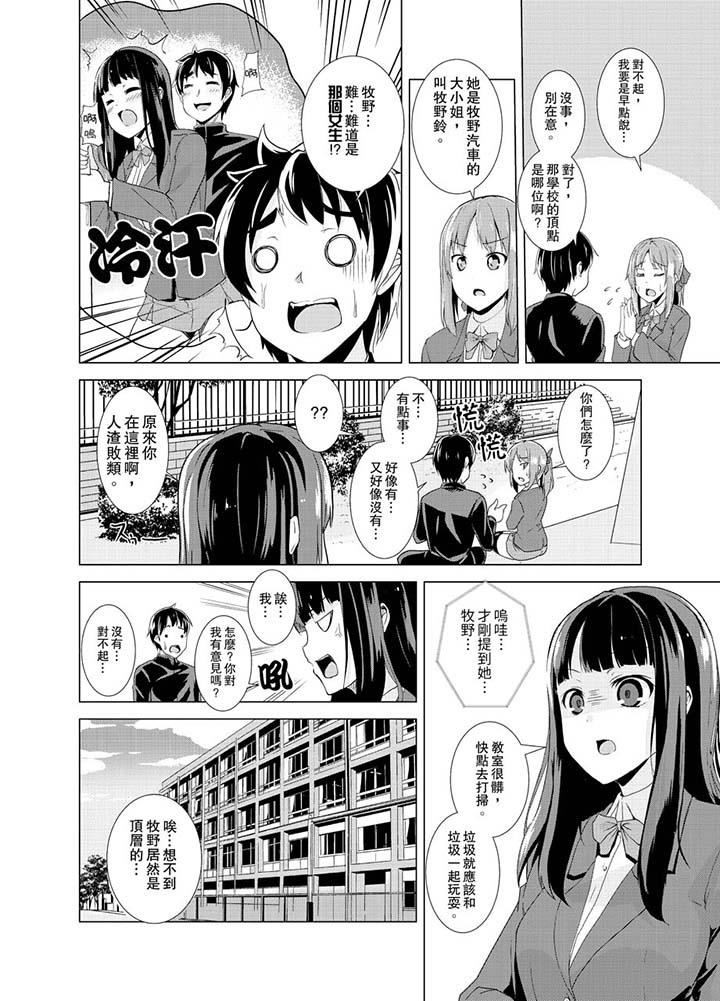 對不起，
我要是早點說…
沒事，
別在意。
對了，
那學校的頂點
是哪位啊？
她是牧野汽車的
大小姐，
叫牧野鈴。
牧野…
難…難道是
那個女生!?
啊
啊
啊
嗚
冷汗
你們怎麼了？
慌
慌
不…
有點事…
好像有…
又好像沒有…
??
原來你
在這裡啊，
人渣敗類。
スゥ
嗚哇…
才剛提到她…
牧野…
教室很髒，
快點去打掃。
垃圾就應該和
垃圾一起玩耍。
誒…
我…
吼
怎麼？你對
我有意見嗎？
沒有…
對不起…
唉…想不到
牧野居然是
頂層的…